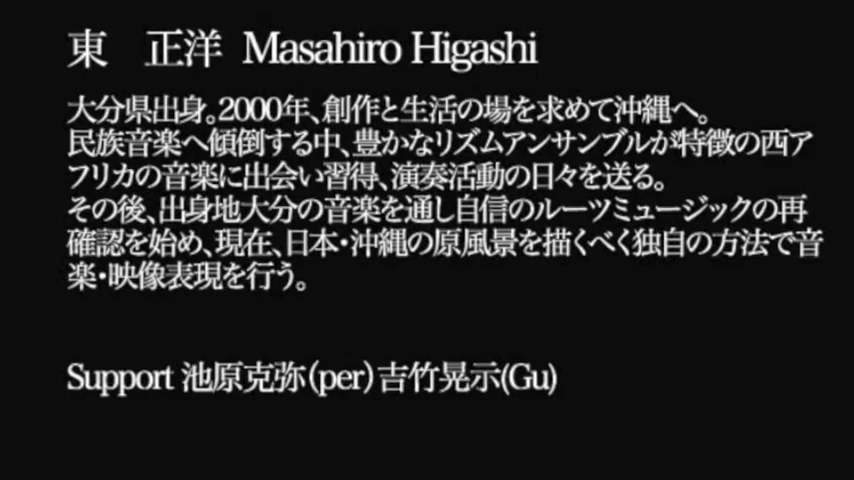 東　正洋 Masahiro Higashi
大分県出身。2000年、創作と生活の場を求めて沖縄へ。
民族音楽へ傾倒する中、豊かなリズムアンサンブルが特徴の西ア
フリカの音楽に出会い習得、演奏活動の日々を送る。
その後、出身地大分の音楽を通し自信のルーツミュージックの再
確認を始め、現在、日本・沖縄の原風景を描くべく独自の方法で音
楽・映像表現を行う。
Support 池原克弥（per）吉竹晃示(Gu)